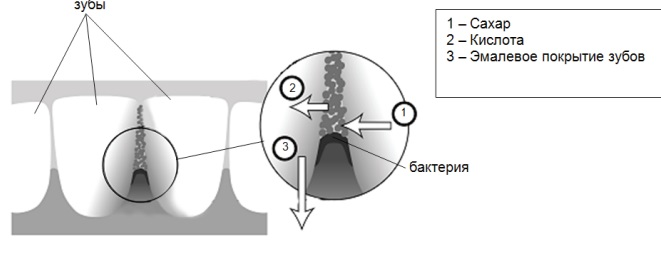 зубы
1 – Сахар
2 – Кислота
3 – Эмалевое покрытие зубов
2
1
3
бактерия